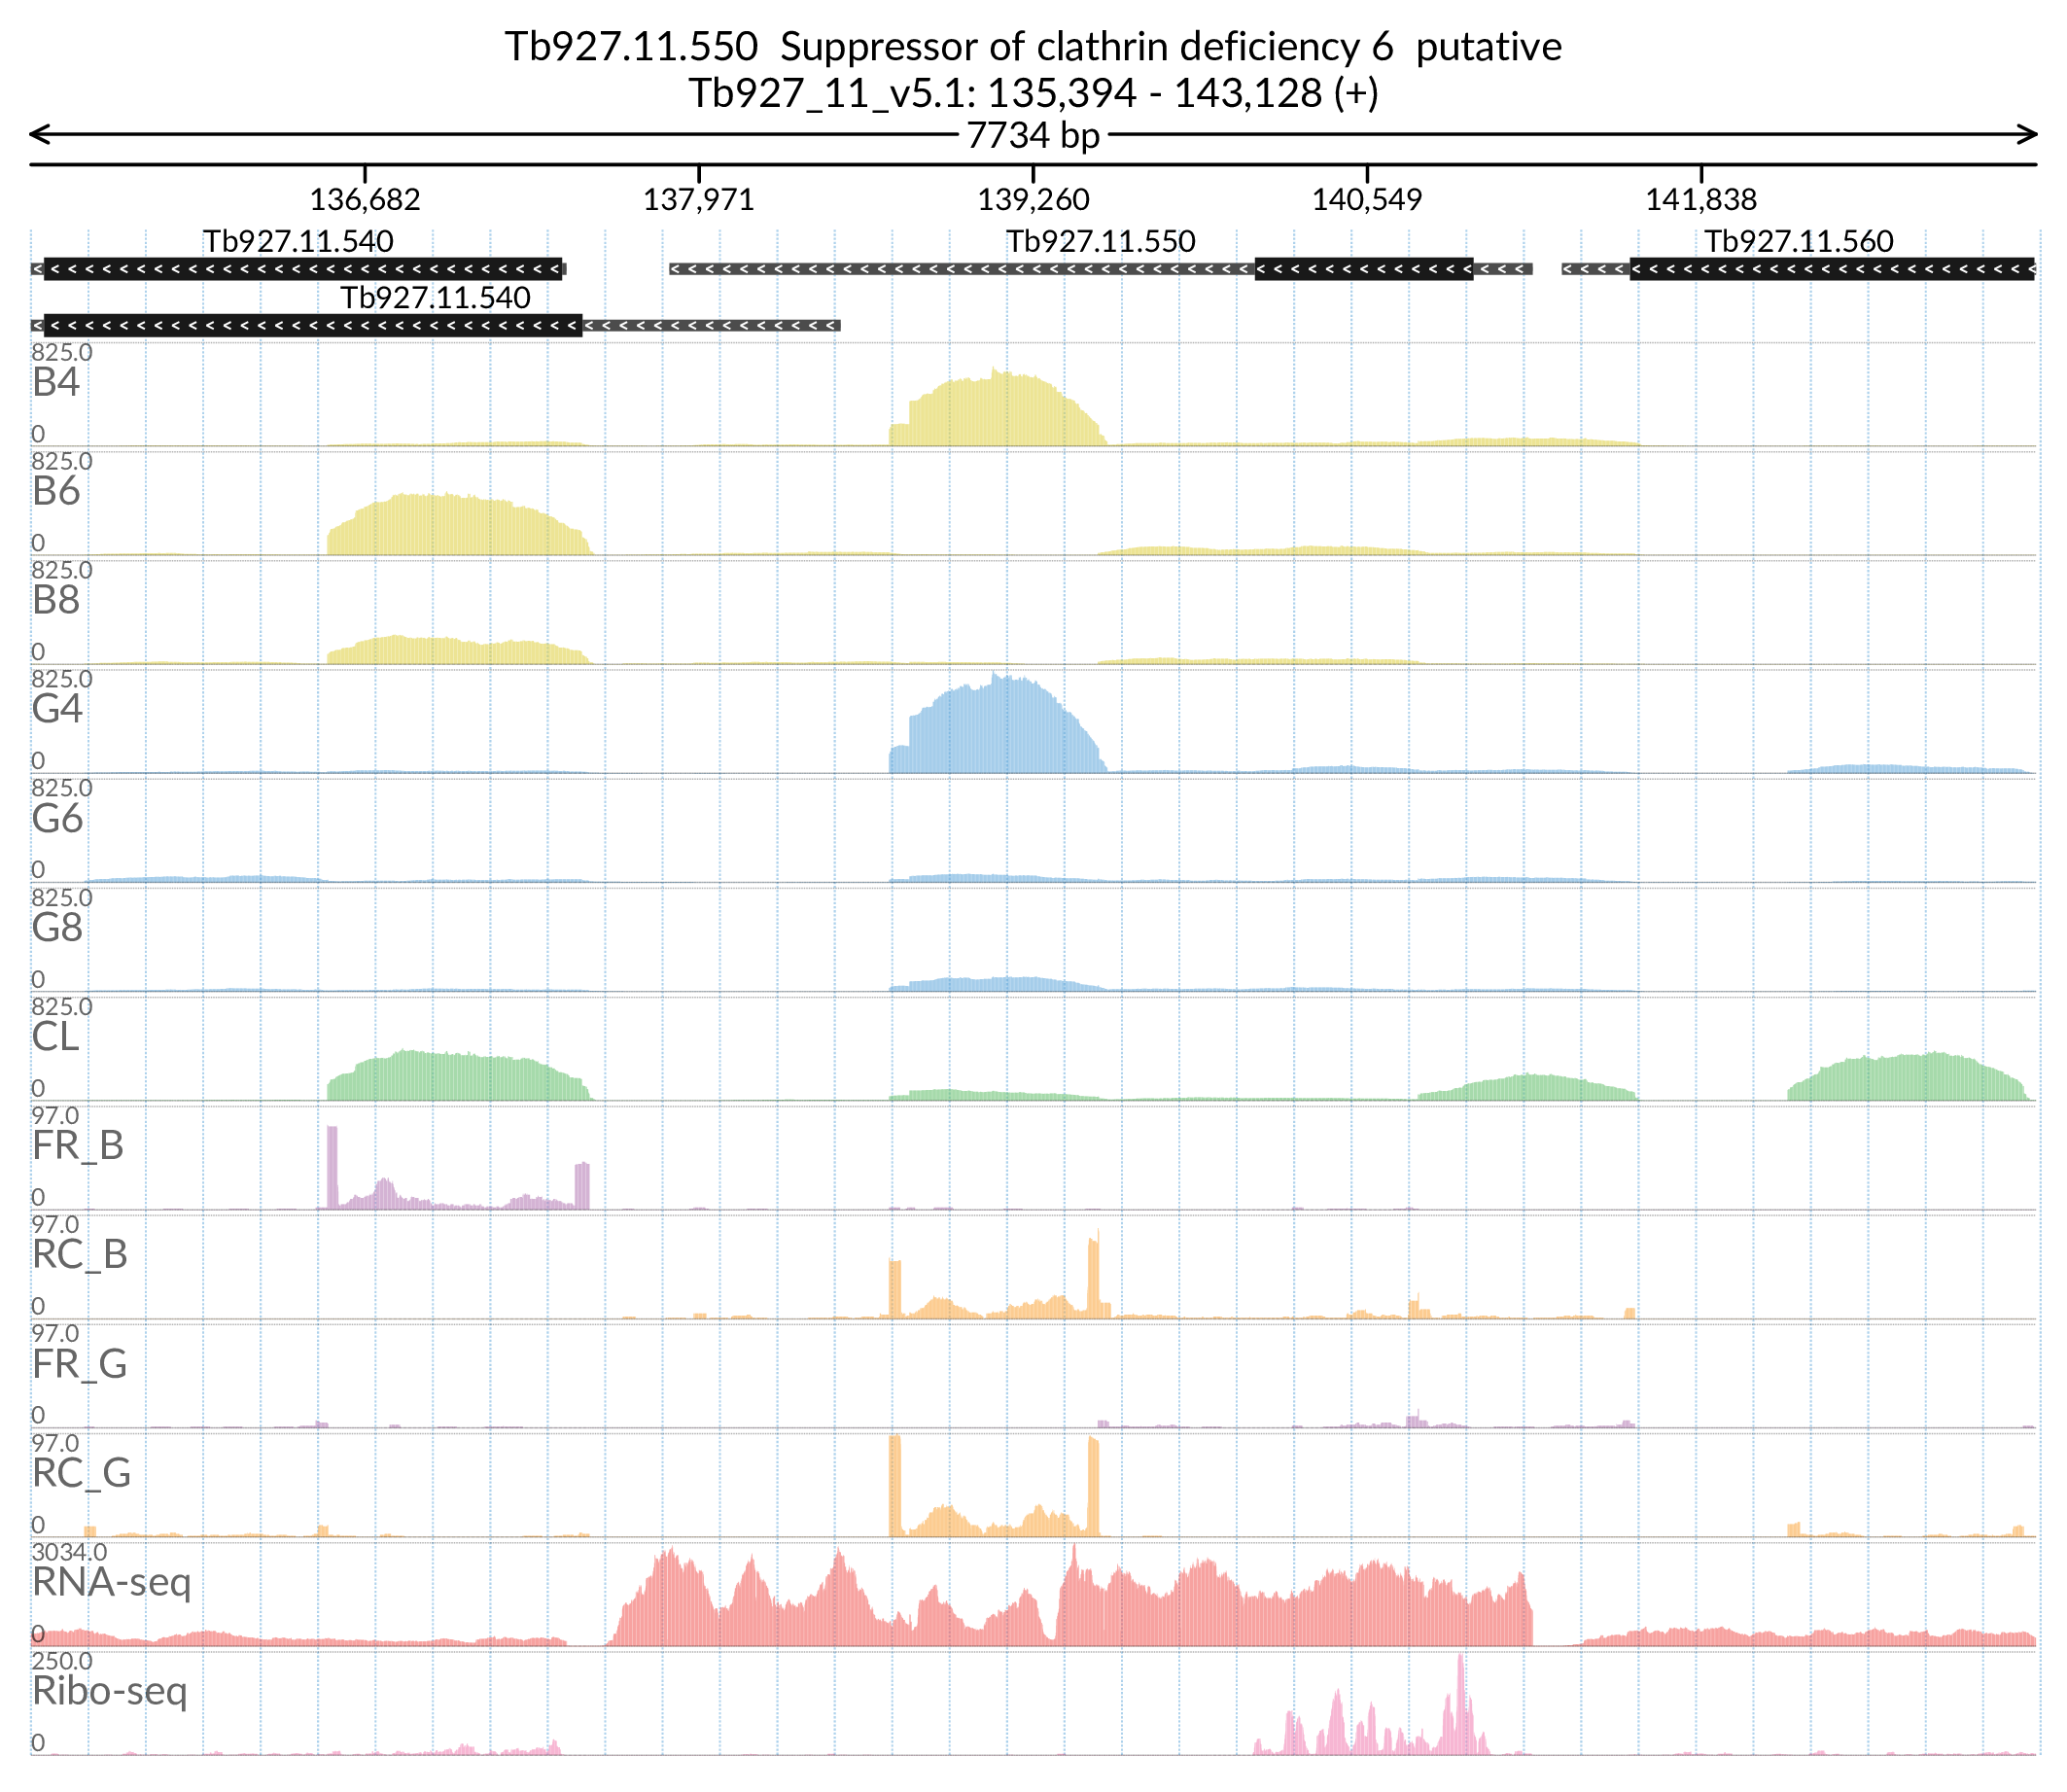 Tb927.11.550  Suppressor of clathrin deficiency 6  putative
Tb927_11_v5.1: 135,394 - 143,128 (+)
7734 bp
136,682 137,971 139,260 140,549 141,838
Tb927.11.540 Tb927.11.550 Tb927.11.560
Tb927.11.540
825.0
B4
0
825.0
B6
0
825.0
B8
0
825.0
G4
0
825.0
G6
0
825.0
G8
0
825.0
CL
0
97.0
FR_B
0
97.0
RC_B
0
97.0
FR_G
0
97.0
RC_G
0
3034.0
RNA-seq
0
250.0
Ribo-seq
0